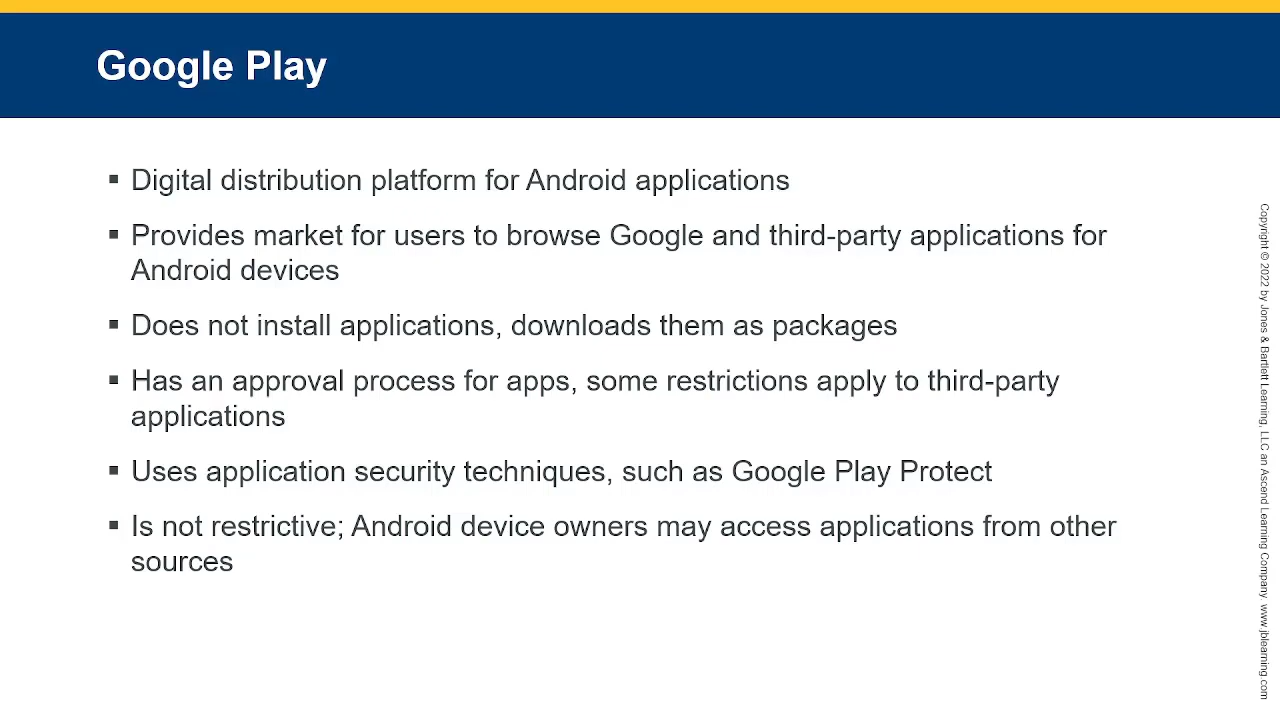 Google Play
▪ Digital distribution platform for Android applications
▪ Provides market for users to browse Google and third-party applications for
Android devices
▪ Does not install applications, downloads them as packages
▪ Has an approval process for apps, some restrictions apply to third-party
applications
▪ Uses application security techniques, such as Google Play Protect
▪ Is not restrictive; Android device owners may access applications from other
sources
Copyright © 2022 by Jones & Bartlett Learning, LLC an Ascend Learning Company. www.jblearning.com